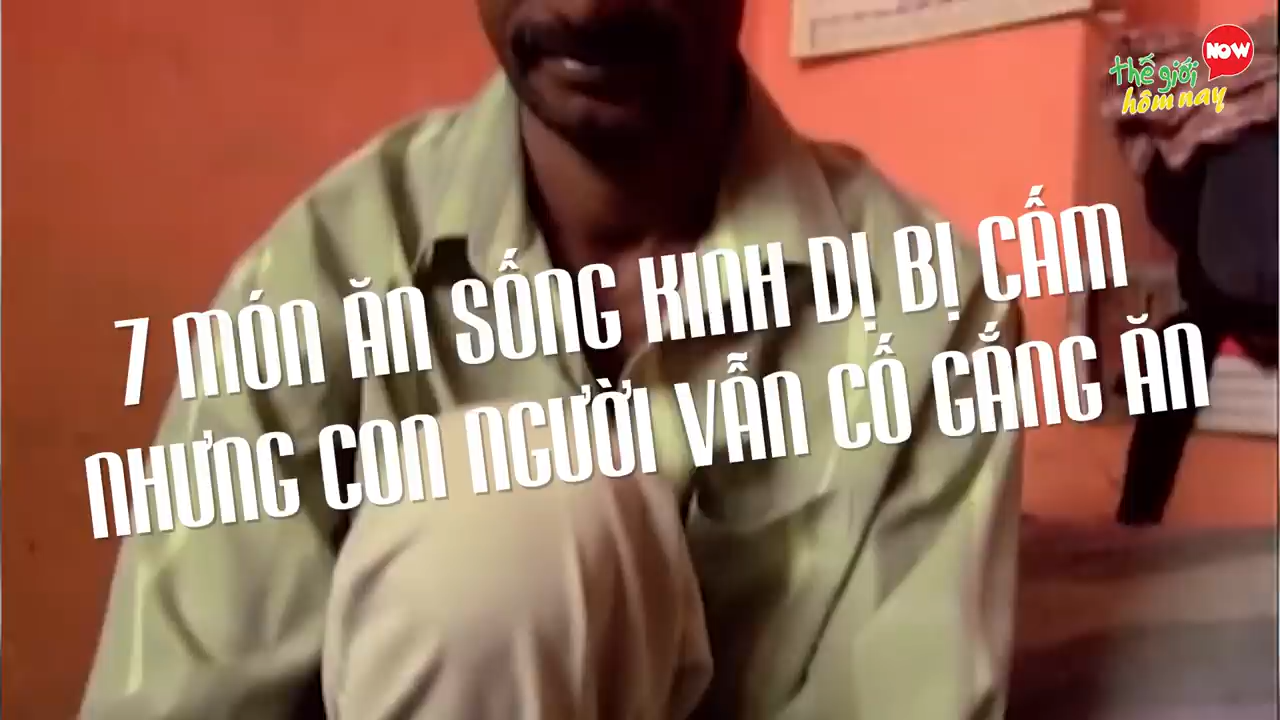 NOW
thế giới
hôm nay
7 MÓN ĂN SỐNG KINH DỊ BỊ CẤM
NHƯNG CON NGƯỜI VẪN CỐ GẮNG ĂN